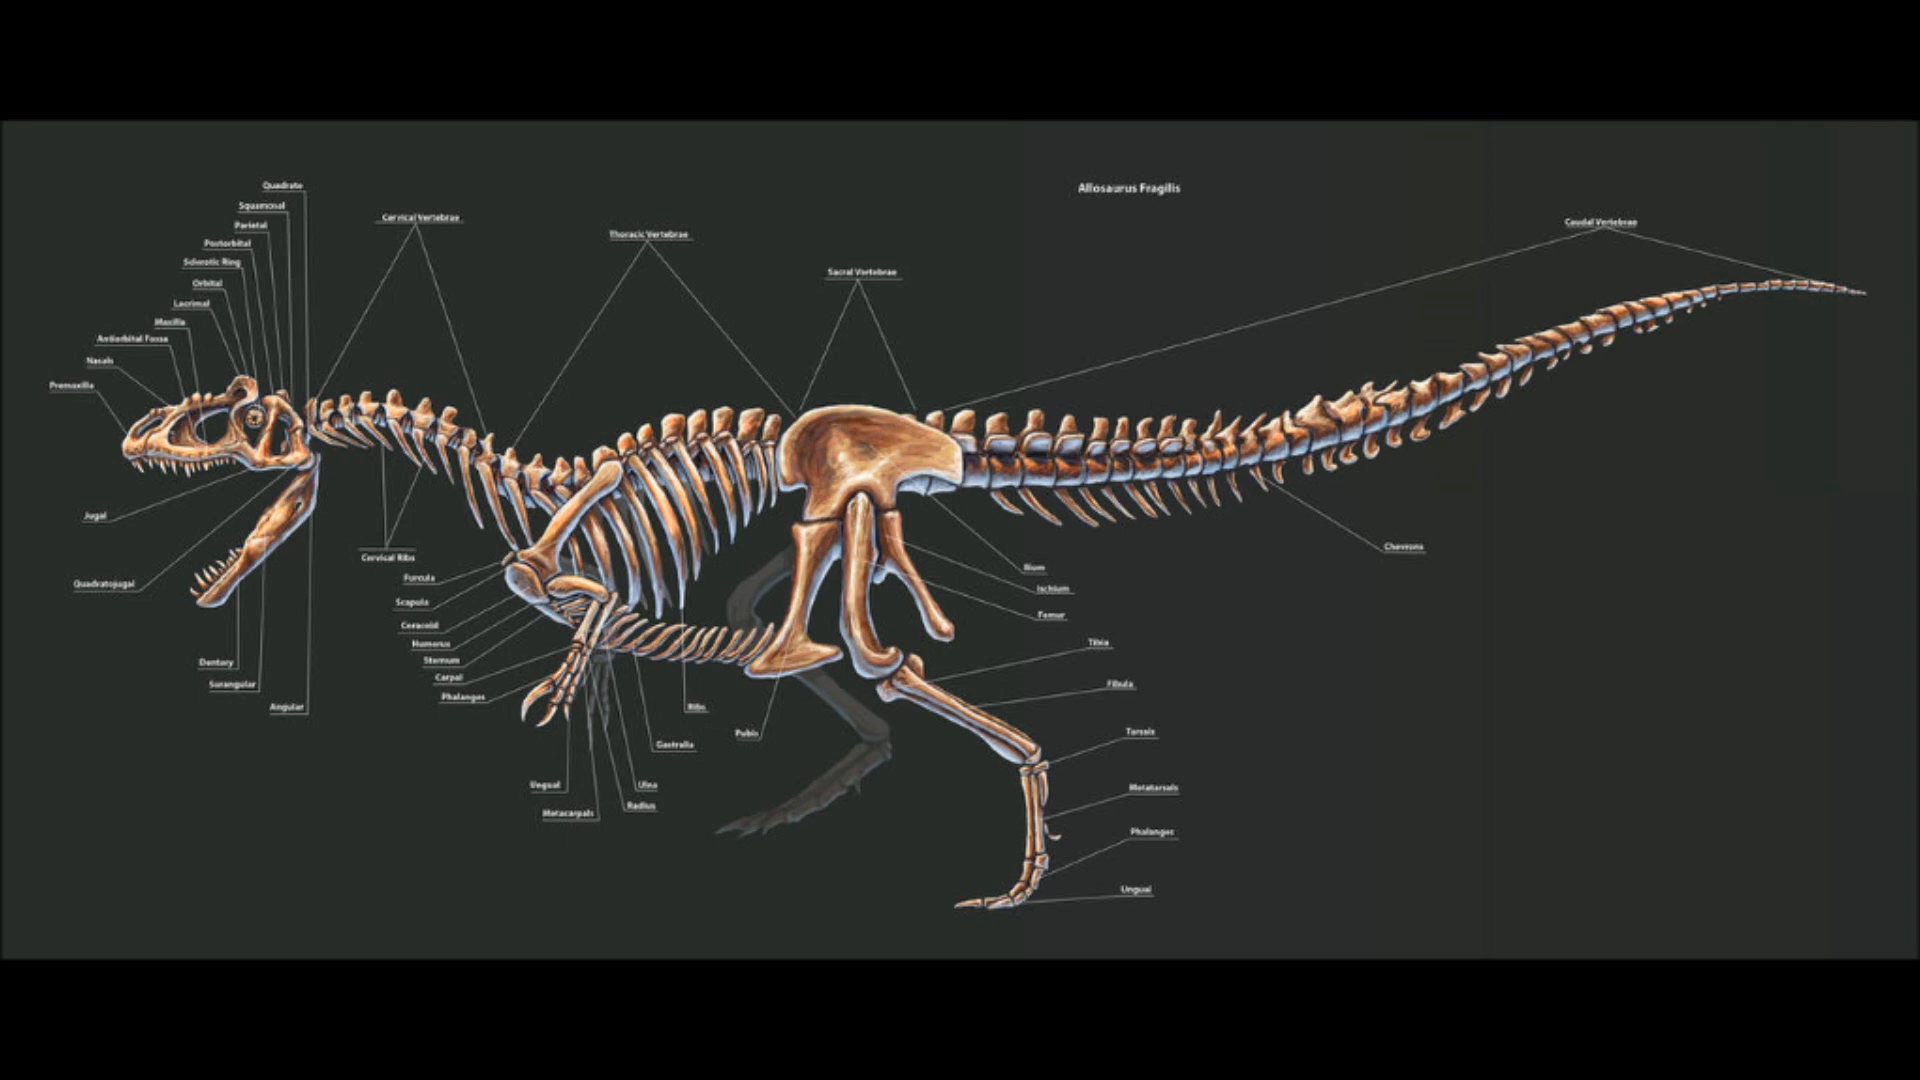 Allosaurus Fragilis
Quadrate
Squamosal
Parietal
Postorbital
Sclerotic Ring
Orbital
Lacrimal
Maxilla
Antiorbital Fossa
Nasals
Premaxilla
Cervical Vertebrae
Thoracic Vertebrae
Sacral Vertebrae
Caudal Vertebrae
Jugal
Quadratojugal
Dentary
Surangular
Angular
Cervical Ribs
Furcula
Scapula
Coracoid
Humerus
Sternum
Carpal
Phalanges
Ungual
Metacarpals
Radius
Ulna
Gastralia
Ribs
Pubis
Ilium
Ischium
Femur
Tibia
Fibula
Tarsals
Metatarsals
Phalanges
Ungual
Chevrons